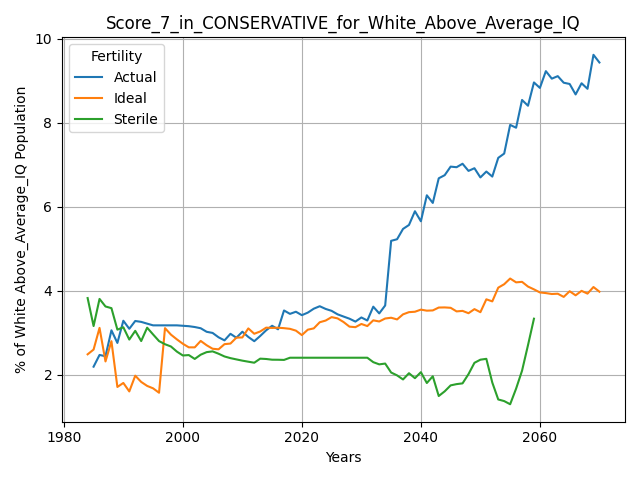 Score_7_in_CONSERVATIVE_for_White_Above_Average_IQ
Fertility
Actual
Ideal
Sterile
% of White Above_Average_IQ Population
10
8
6
4
2
1980
2000
2020
2040
2060
Years